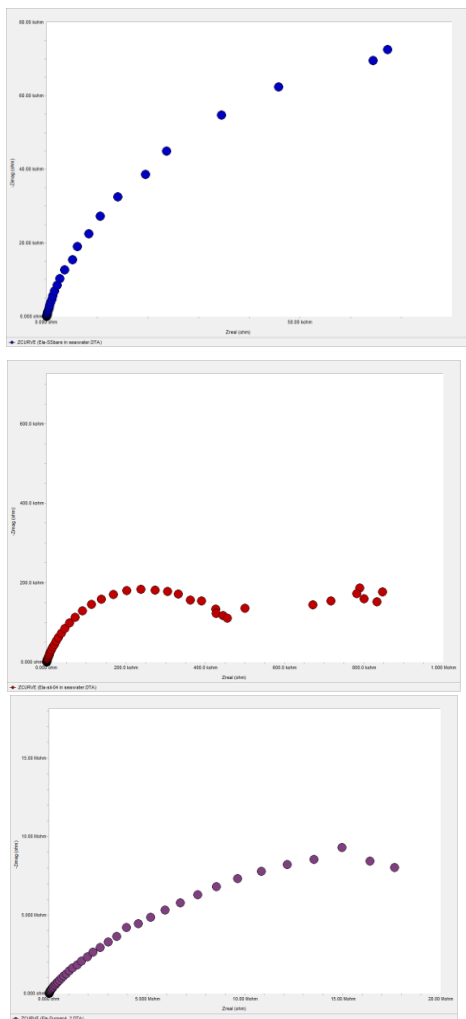 80.00 kohm
60.00 kohm
40.00 kohm
20.00 kohm
0.000 ohm
-Zimag (ohm)
0.000 ohm
50.00 kohm
Zreal (ohm)
ZCURVE (Ela-SSbare in seawater.DTA)
600.0 kohm
400.0 kohm
200.0 kohm
0.000 ohm
-Zimag (ohm)
0.000 ohm
200.0 kohm
400.0 kohm
600.0 kohm
800.0 kohm
1.000 Mohm
Zreal (ohm)
in seawater.DTA)
15.00 Mohm
10.00 Mohm
5.000 Mohm
0.000 ohm
-Zimag (ohm)
0.000 ohm
5.000 Mohm
10.00 Mohm
15.00 Mohm
20.00 Mohm
Zreal (ohm)